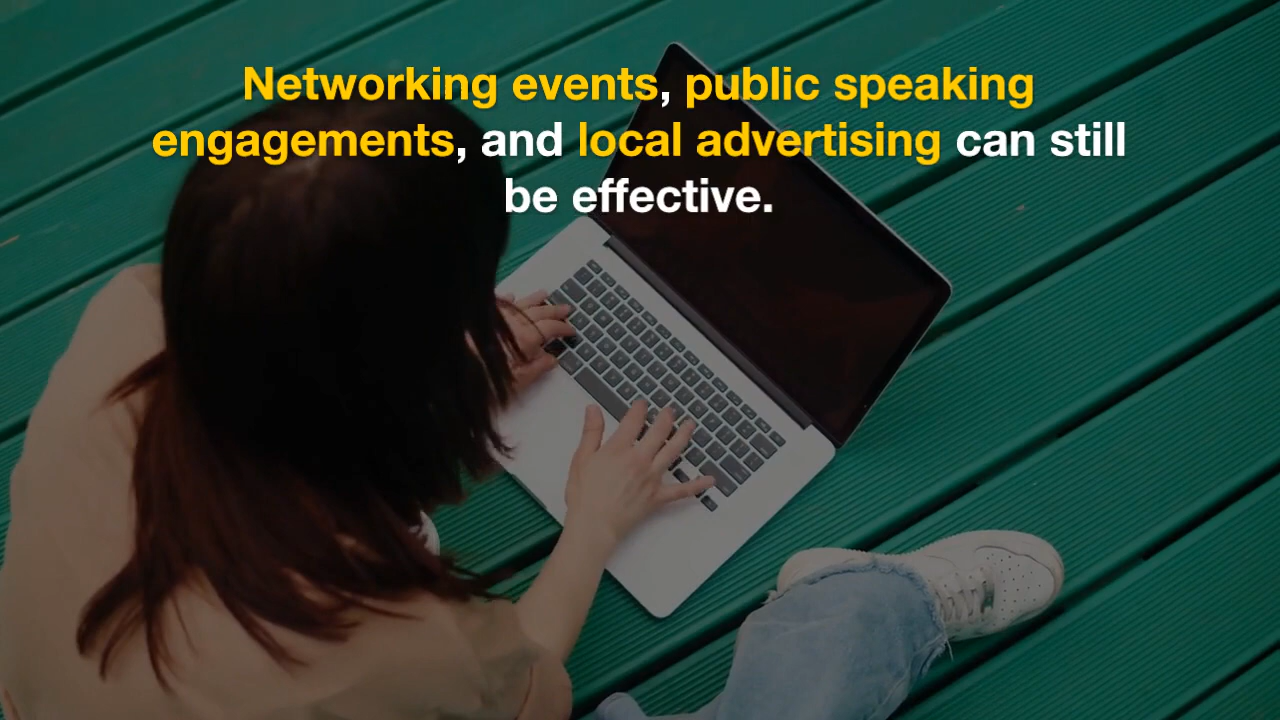 Networking events, public speaking
engagements, and local advertising can still
be effective.